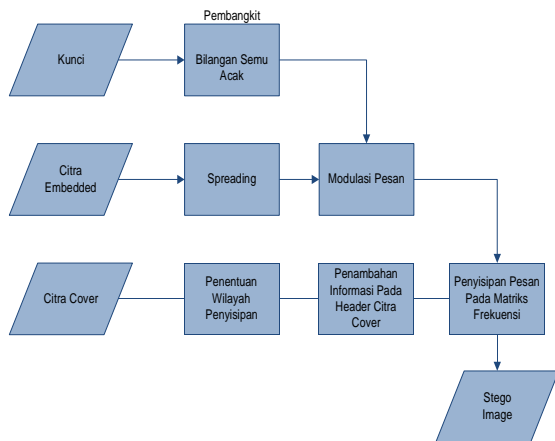 Pembangkit
Kunci
Bilangan Semu
Acak
Citra
Embedded
Spreading
Modulasi Pesan
Citra Cover
Penentuan
Wilayah
Penyisipan
Penambahan
Informasi Pada
Header Citra
Cover
Penyisipan Pesan
Pada Matriks
Frekuensi
Stego
Image